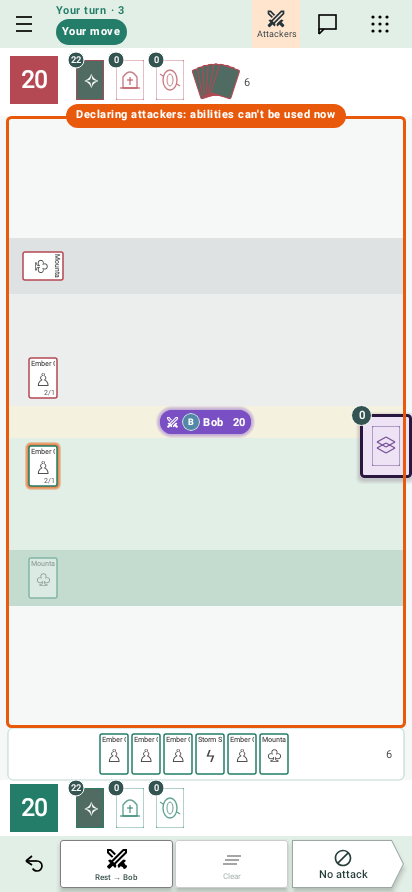 Your turn · 3
Your move
Attackers
20
22
0
0
6
Declaring attackers: abilities can't be used now
Mounta
Ember (
2/1
B Bob 20
0
Ember (
2/1
Mounta
Ember (
Ember (
Ember (
Storm S
Ember (
Mounta
6
20
22
0
0
Rest → Bob
Clear
No attack